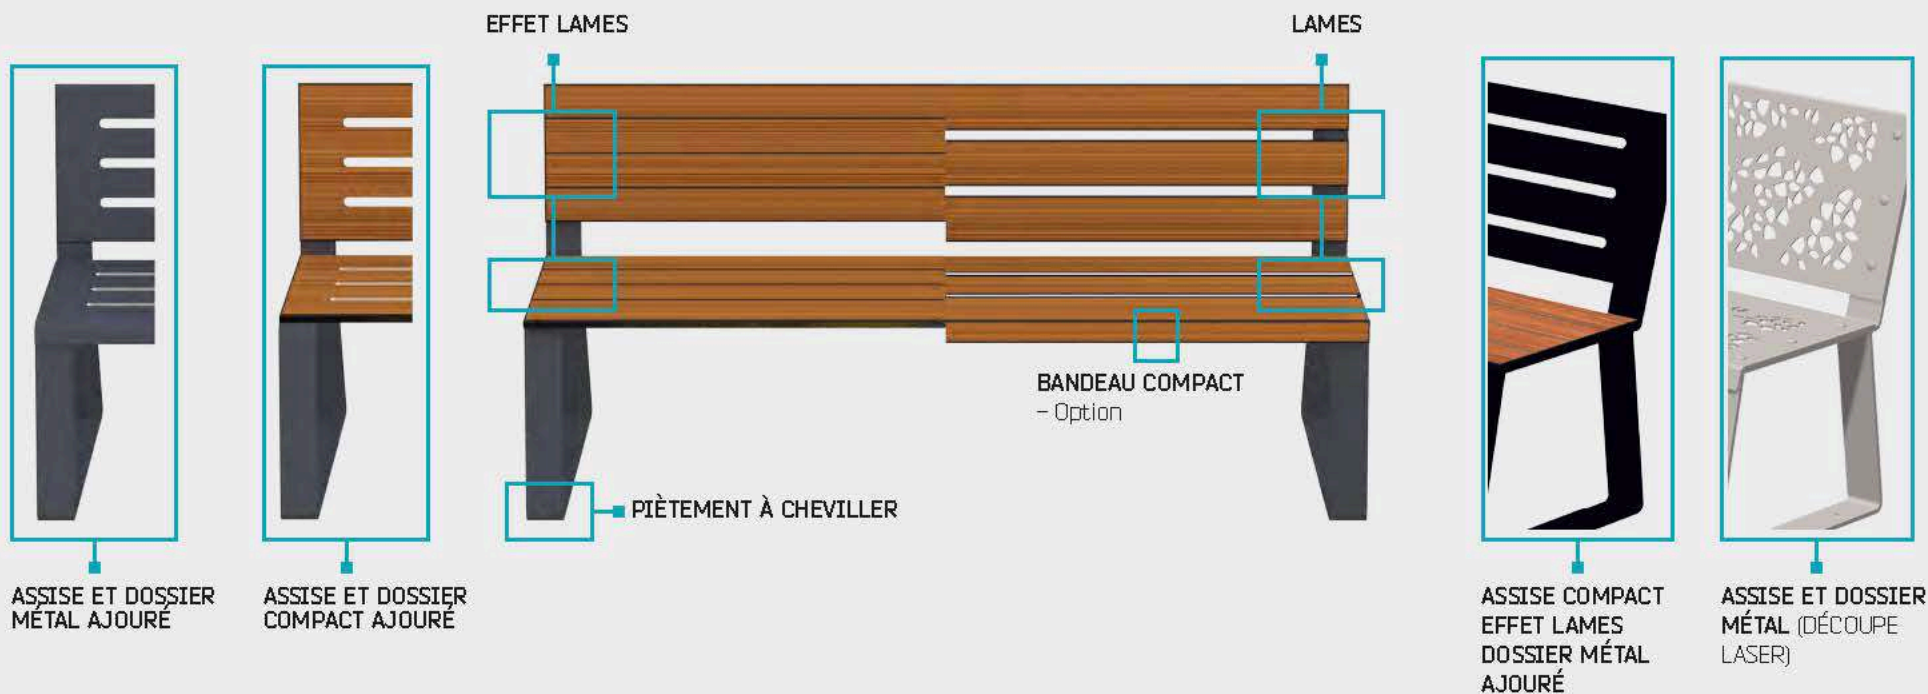 EFFET LAMES
LAMES
BANDEAU COMPACT
– Option
PIÈTEMENT À CHEVILLER
ASSISE ET DOSSIER
MÉTAL AJOURÉ
ASSISE ET DOSSIER
COMPACT AJOURÉ
ASSISE COMPACT
EFFET LAMES
DOSSIER MÉTAL
AJOURÉ
ASSISE ET DOSSIER
MÉTAL (DÉCOUPE
LASER)